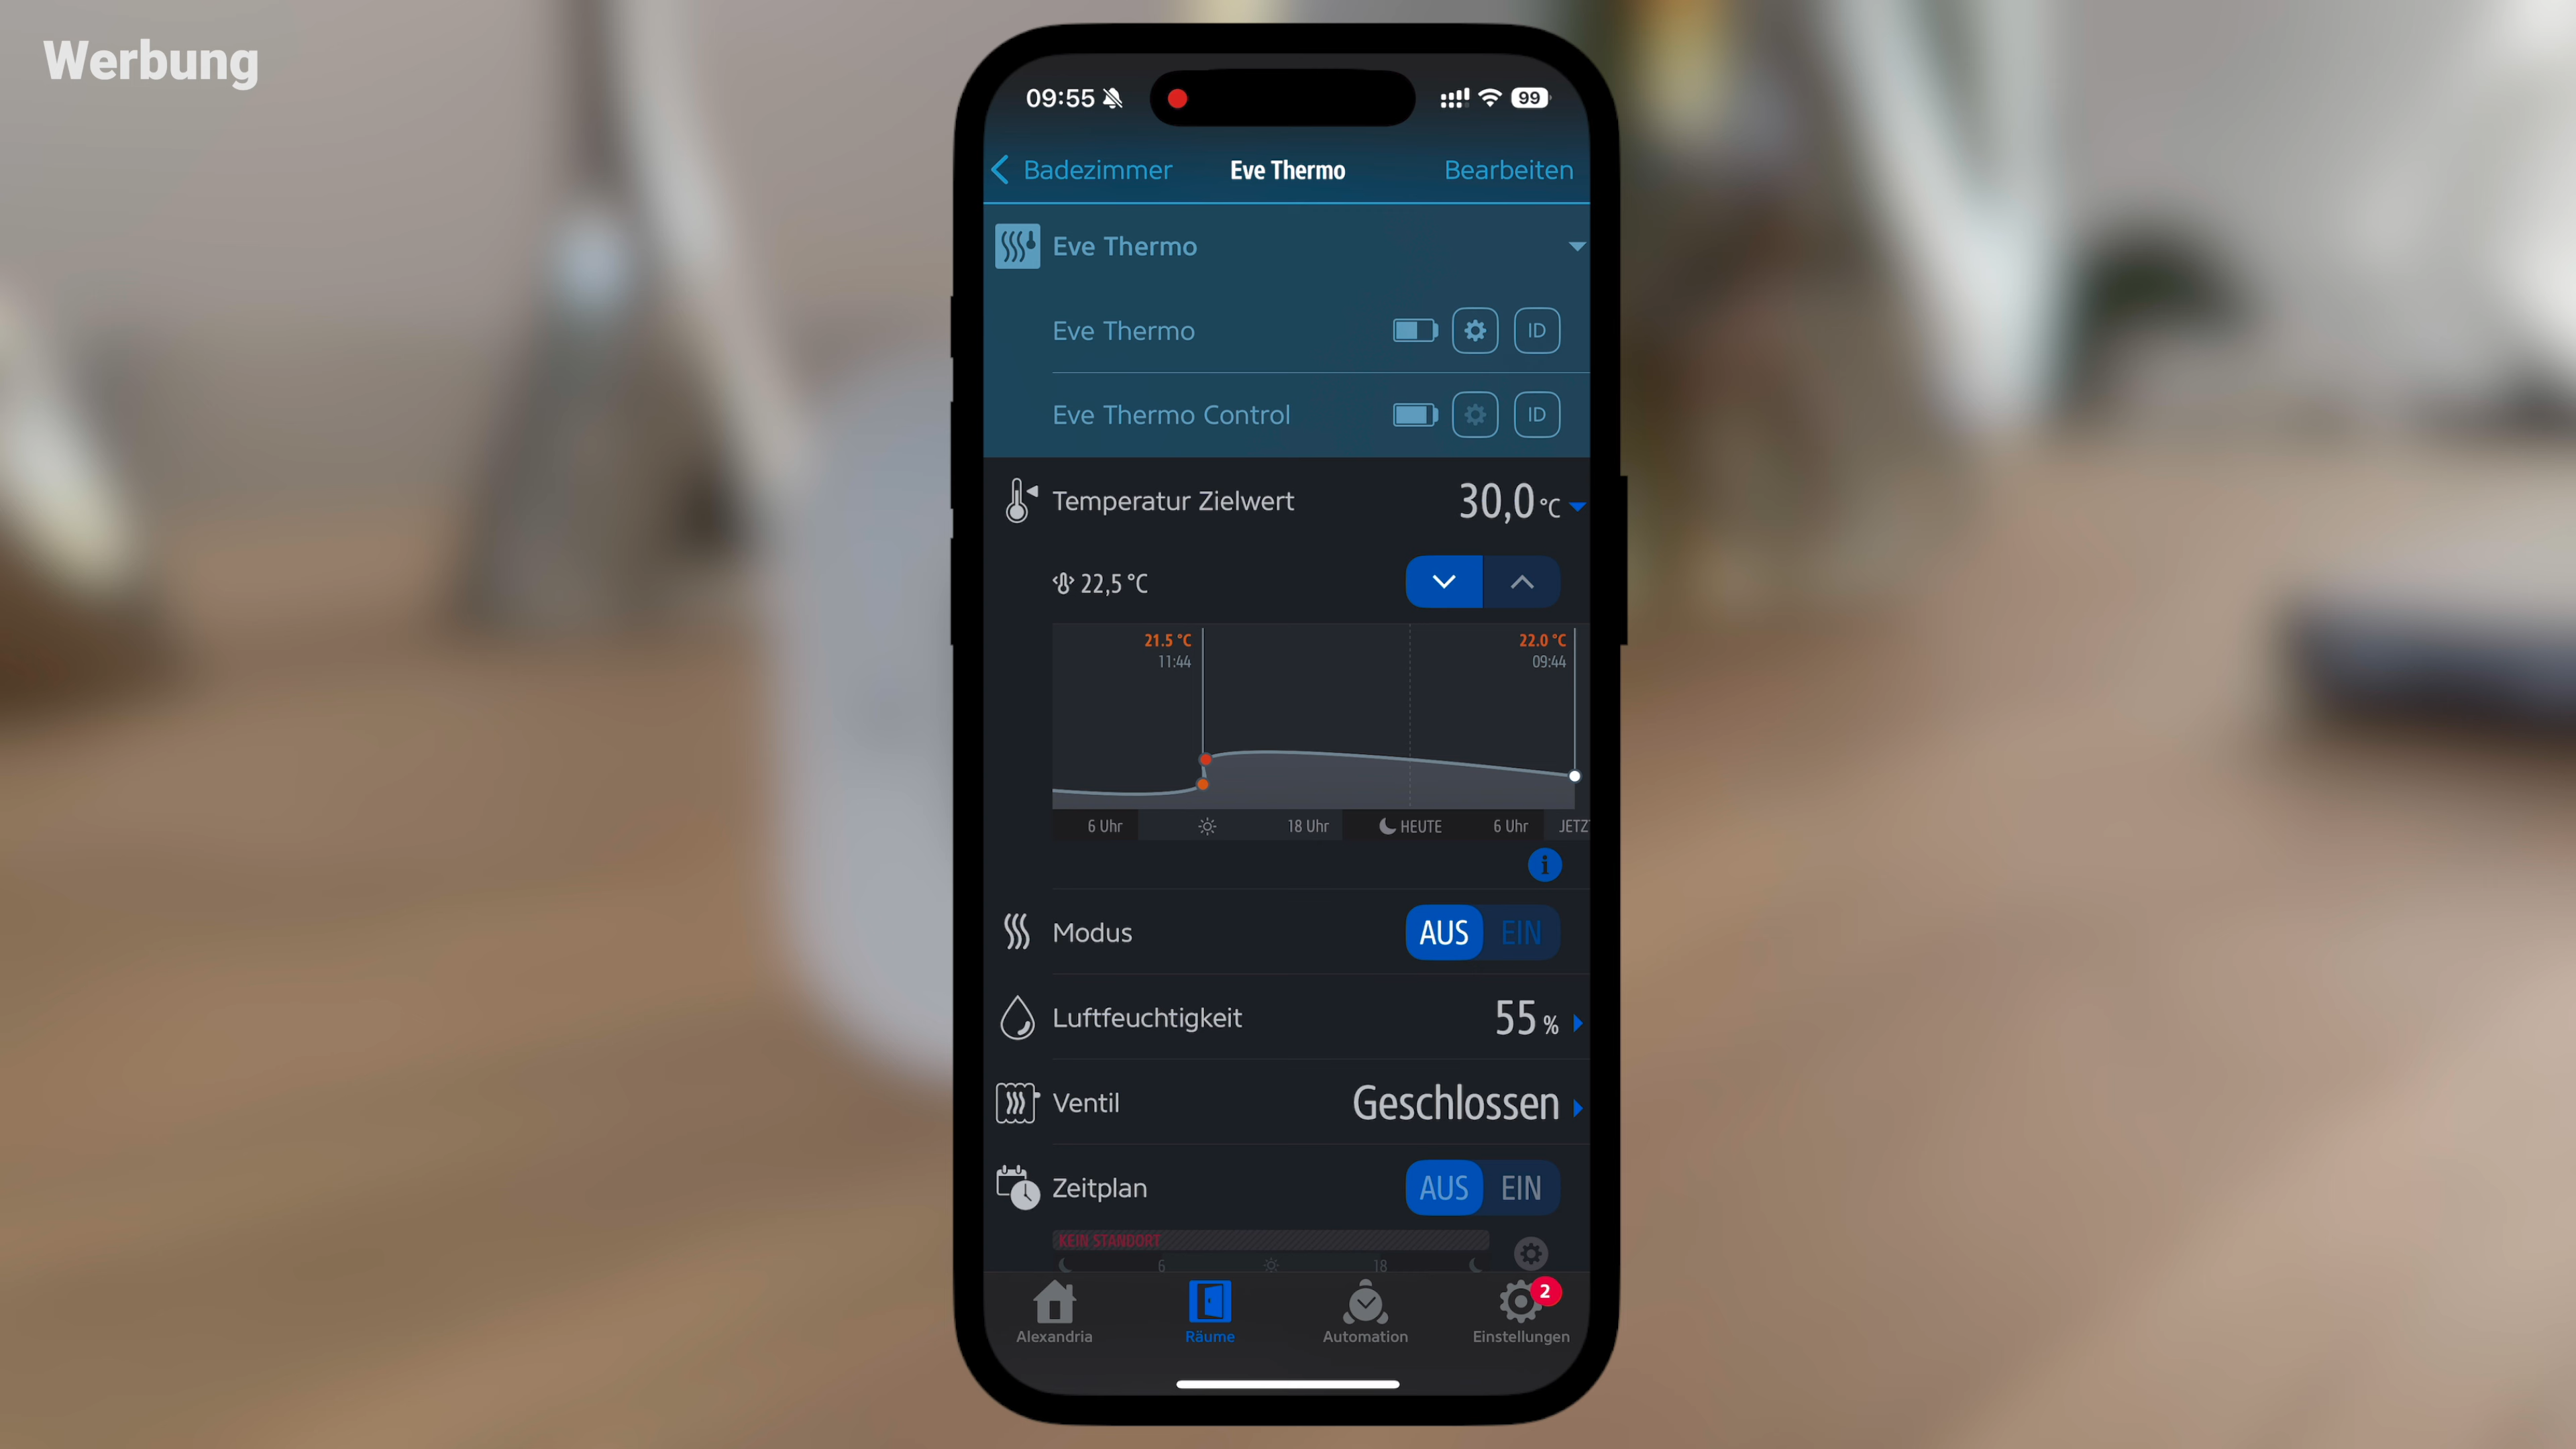 Werbung
09:55 99
Badezimmer Eve Thermo Bearbeiten
Eve Thermo
Eve Thermo ID
Eve Thermo Control ID
Temperatur Zielwert 30,0 °C
22,5 °C
21.5 °C 22.0 °C
11:44 09:44
6 Uhr 18 Uhr HEUTE 6 Uhr JETZ
i
Modus AUS EIN
Luftfeuchtigkeit 55 %
Ventil Geschlossen
Zeitplan AUS EIN
KEIN STANDORT
6 18
2
Alexandria Räume Automation Einstellungen